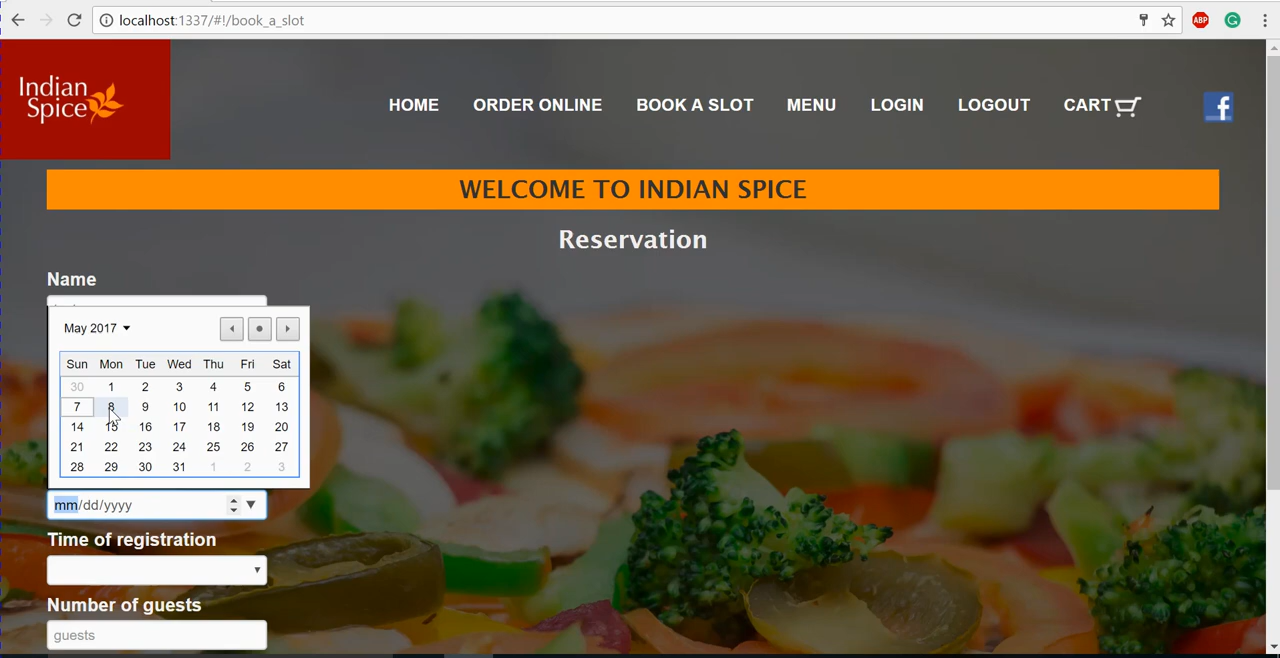 localhost:1337/#!/book_a_slot
ABP
G
Indian
Spice
HOME ORDER ONLINE BOOK A SLOT MENU LOGIN LOGOUT CART
f
WELCOME TO INDIAN SPICE
Reservation
Name
May 2017
Sun Mon Tue Wed Thu Fri Sat
30 1 2 3 4 5 6
7 8 9 10 11 12 13
14 15 16 17 18 19 20
21 22 23 24 25 26 27
28 29 30 31 1 2 3
mm/dd/yyyy
Time of registration
Number of guests
guests